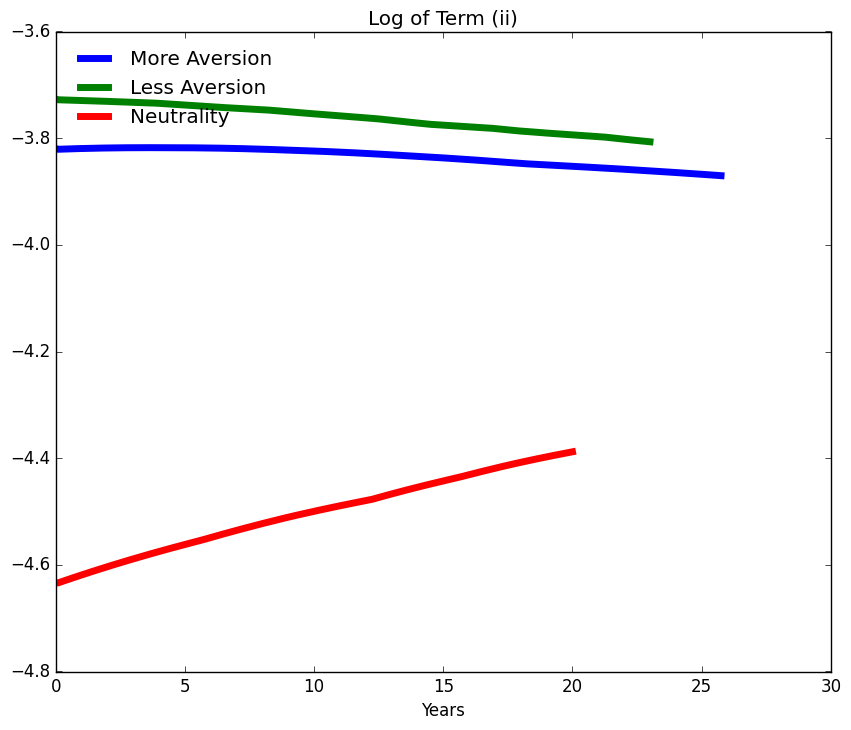 Log of Term (ii)
−3.6
More Aversion
Less Aversion
Neutrality
−3.8
−4.0
−4.2
−4.4
−4.6
−4.8
0 5 10 15 20 25 30
Years